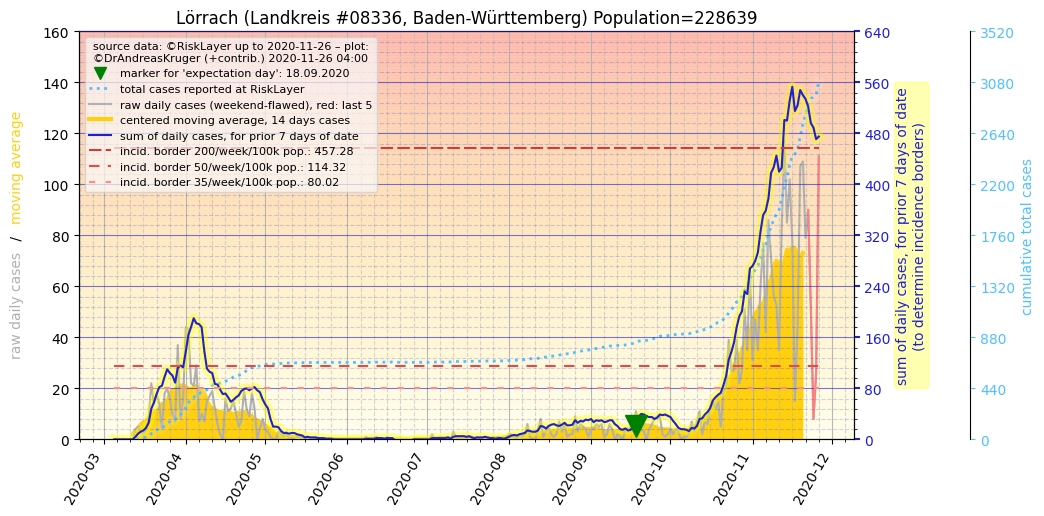 Lörrach (Landkreis #08336, Baden-Württemberg) Population=228639
source data: ©RiskLayer up to 2020-11-26 – plot:
©DrAndreasKruger (+contrib.) 2020-11-26 04:00
marker for 'expectation day': 18.09.2020
total cases reported at RiskLayer
raw daily cases (weekend-flawed), red: last 5
centered moving average, 14 days cases
sum of daily cases, for prior 7 days of date
incid. border 200/week/100k pop.: 457.28
incid. border 50/week/100k pop.: 114.32
incid. border 35/week/100k pop.: 80.02
raw daily cases / moving average
160
140
120
100
80
60
40
20
0
2020-03
2020-04
2020-05
2020-06
2020-07
2020-08
2020-09
2020-10
2020-11
2020-12
640
560
480
400
320
240
160
80
0
sum of daily cases, for prior 7 days of date
(to determine incidence borders)
3520
3080
2640
2200
1760
1320
880
440
0
cumulative total cases